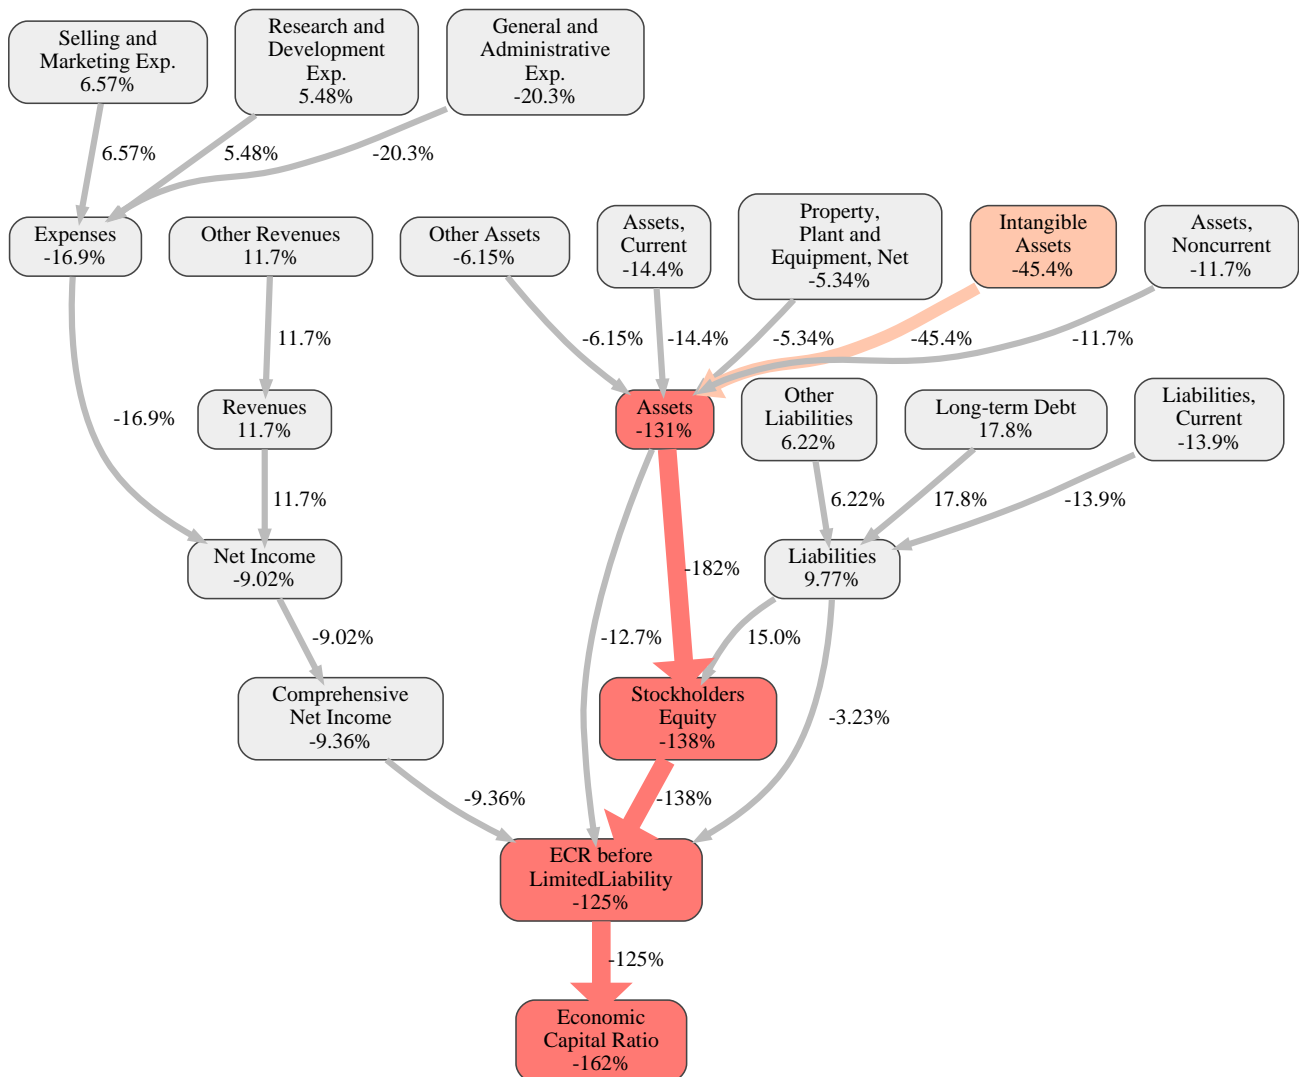 Selling and
Marketing Exp.
6.57%
Research and
Development
Exp.
5.48%
General and
Administrative
Exp.
-20.3%
6.57%
5.48%
-20.3%
Expenses
-16.9%
Other Revenues
11.7%
Other Assets
-6.15%
Assets,
Current
-14.4%
Property,
Plant and
Equipment, Net
-5.34%
Intangible
Assets
-45.4%
Assets,
Noncurrent
-11.7%
11.7%
-6.15%
-14.4%
-5.34%
-45.4%
-11.7%
-16.9%
Revenues
11.7%
Assets
-131%
Other
Liabilities
6.22%
Long-term Debt
17.8%
Liabilities,
Current
-13.9%
11.7%
6.22%
17.8%
-13.9%
Net Income
-9.02%
-182%
Liabilities
9.77%
-9.02%
-12.7%
15.0%
-3.23%
Comprehensive
Net Income
-9.36%
Stockholders
Equity
-138%
-9.36%
-138%
ECR before
LimitedLiability
-125%
-125%
Economic
Capital Ratio
-162%